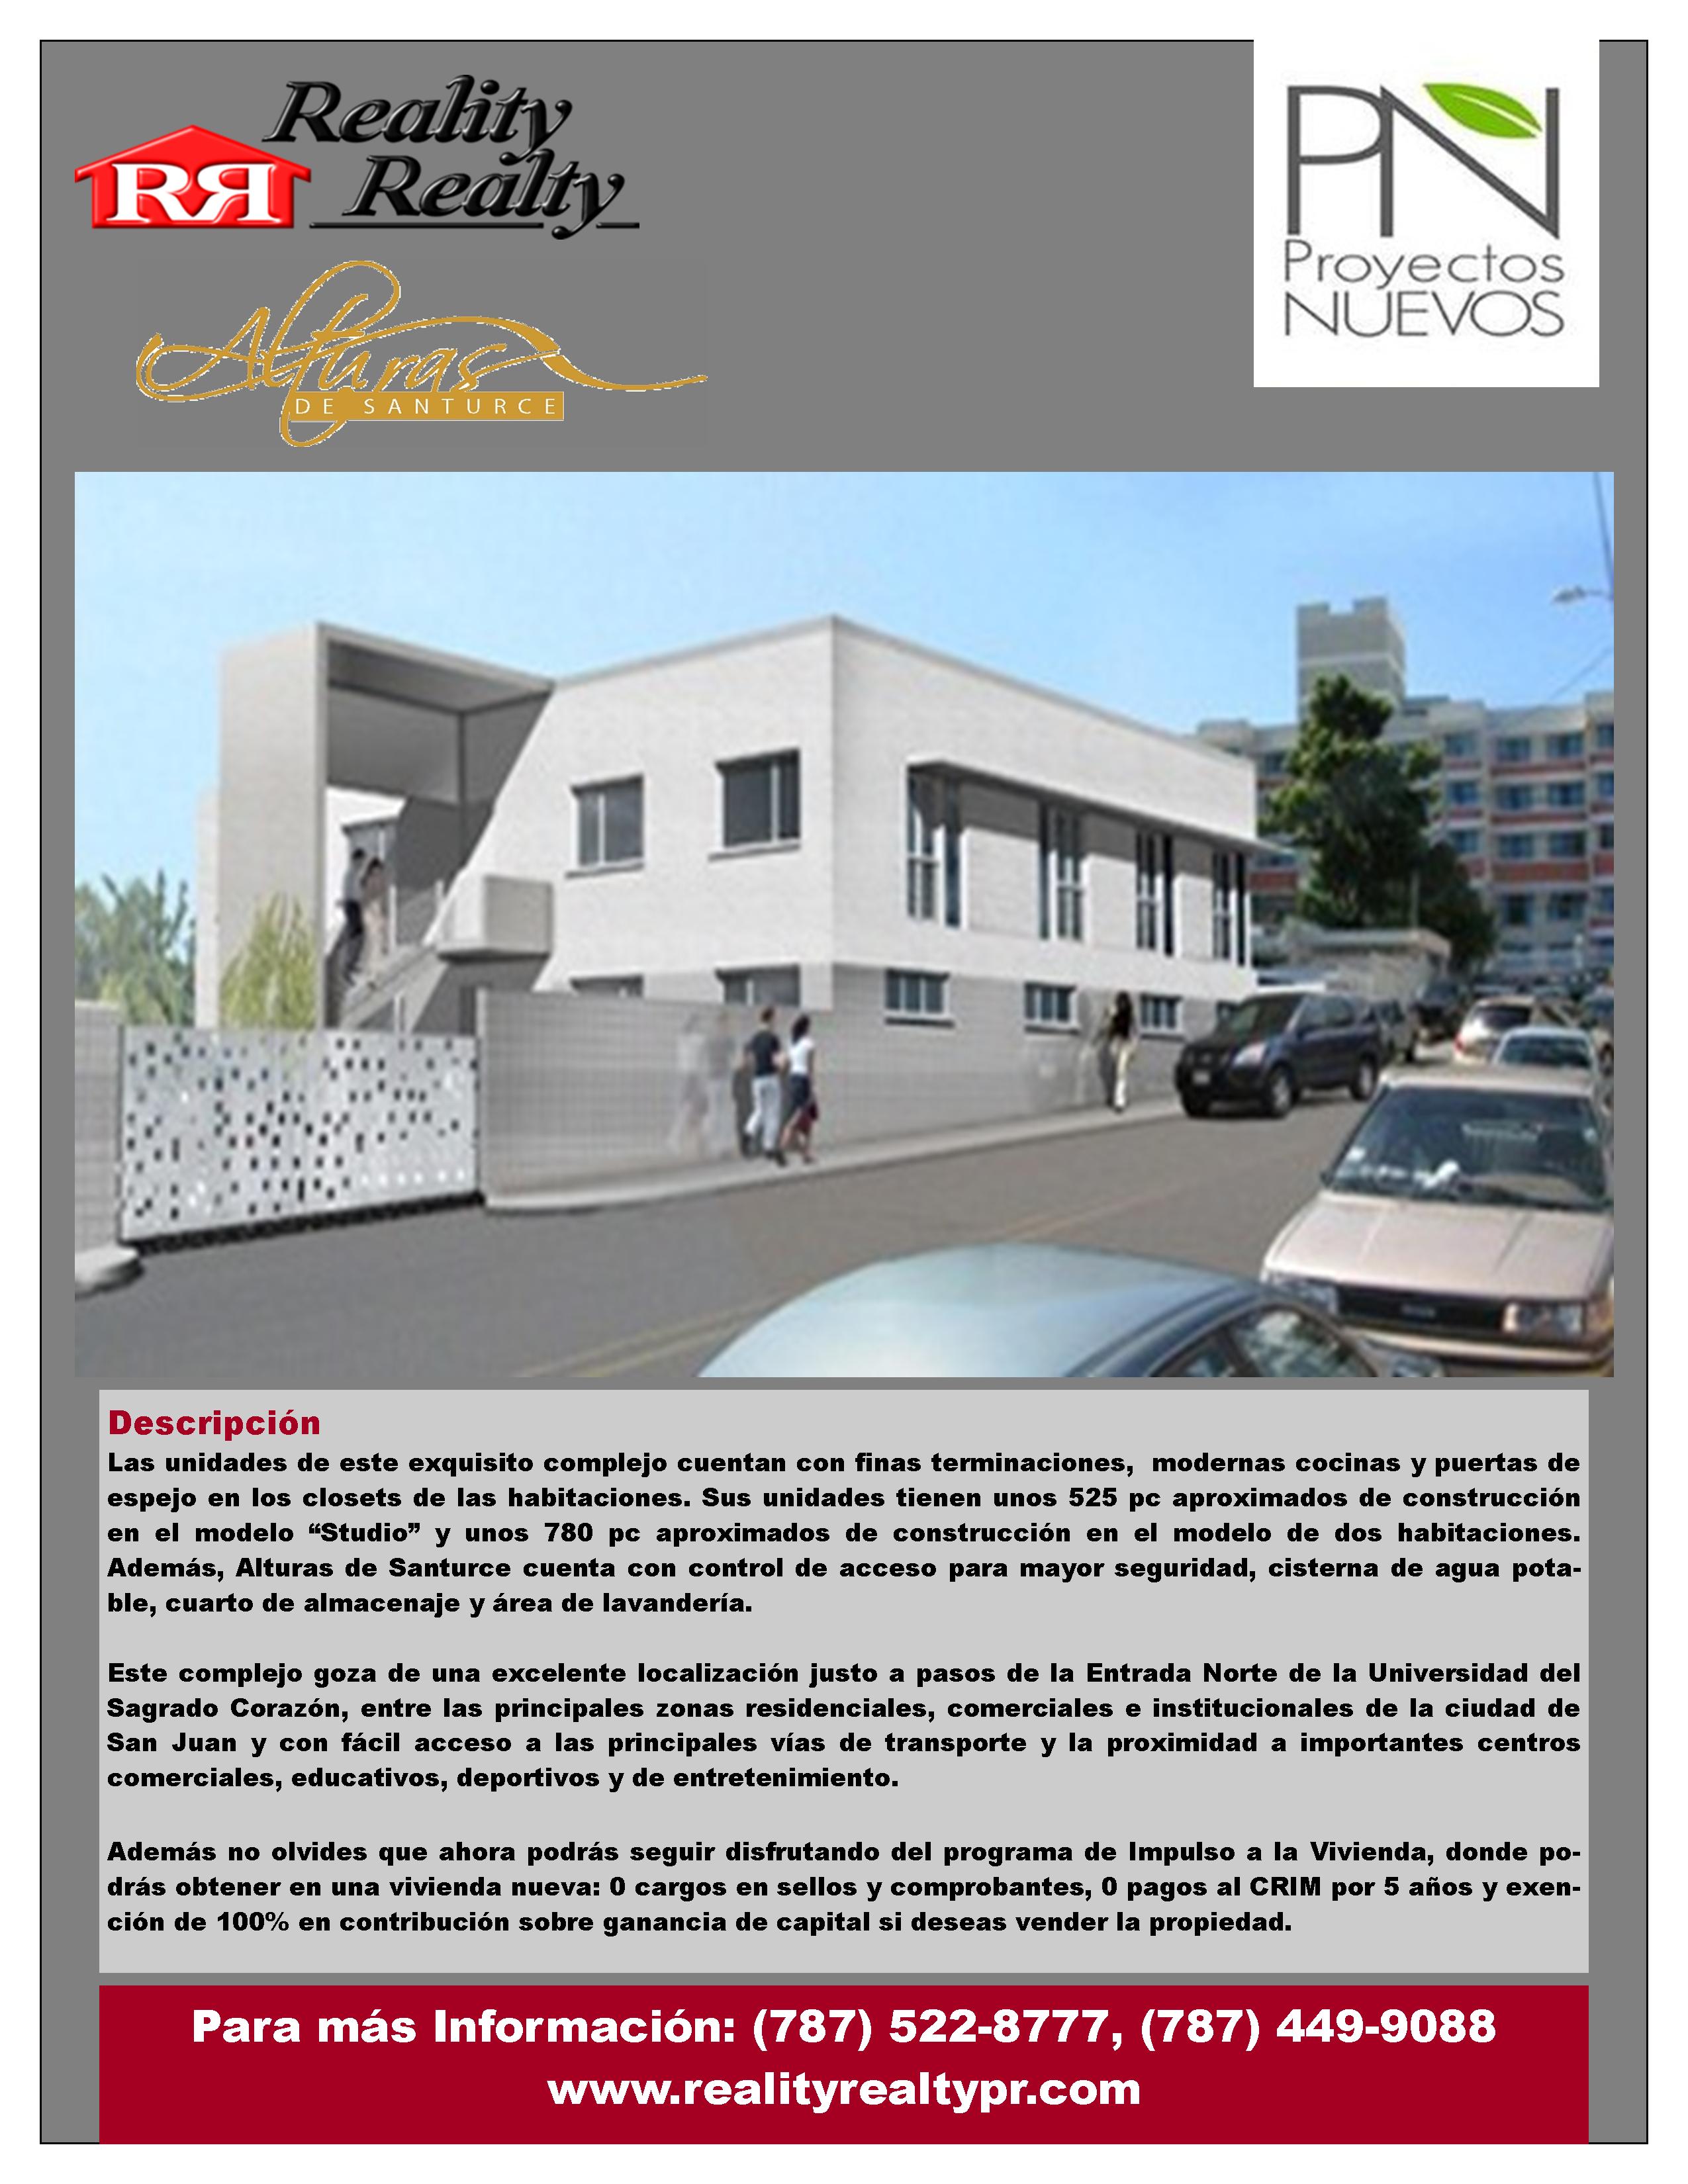 Reality
Realty
RR
Alturas
DE SANTURCE
PN
Proyectos
NUEVOS
Descripción
Las unidades de este exquisito complejo cuentan con finas terminaciones, modernas cocinas y puertas de
espejo en los closets de las habitaciones. Sus unidades tienen unos 525 pc aproximados de construcción
en el modelo “Studio” y unos 780 pc aproximados de construcción en el modelo de dos habitaciones.
Además, Alturas de Santurce cuenta con control de acceso para mayor seguridad, cisterna de agua pota-
ble, cuarto de almacenaje y área de lavandería.
Este complejo goza de una excelente localización justo a pasos de la Entrada Norte de la Universidad del
Sagrado Corazón, entre las principales zonas residenciales, comerciales e institucionales de la ciudad de
San Juan y con fácil acceso a las principales vías de transporte y la proximidad a importantes centros
comerciales, educativos, deportivos y de entretenimiento.
Además no olvides que ahora podrás seguir disfrutando del programa de Impulso a la Vivienda, donde po-
drás obtener en una vivienda nueva: 0 cargos en sellos y comprobantes, 0 pagos al CRIM por 5 años y exen-
ción de 100% en contribución sobre ganancia de capital si deseas vender la propiedad.
Para más Información: (787) 522-8777, (787) 449-9088
www.realityrealtypr.com